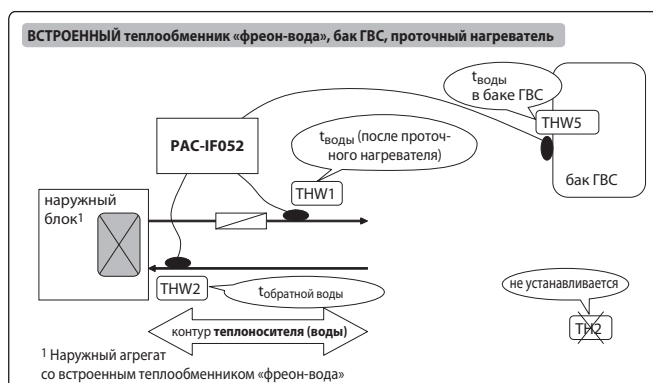 ВСТРОЕННЫЙ теплообменник «фреон-вода», бак ГВС, проточный нагреватель
tводы
в баке ГВС
THW5
PAC-IF052
tводы (после проточ-
ного нагревателя)
THW1
бак ГВС
наружный
блок1
THW2
tобратной воды
не устанавливается
TH2
контур теплоносителя (воды)
1 Наружный агрегат
со встроенным теплообменником «фреон-вода»